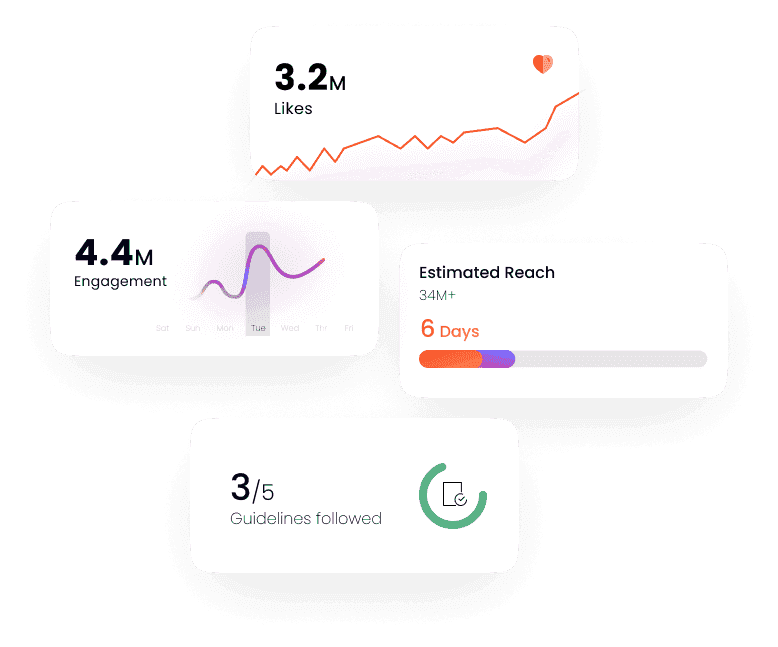 3.2M
Likes
4.4M
Engagement
Sat Sun Mon Tue Wed Thr Fri
Estimated Reach
34M+
6 Days
3/5
Guidelines followed